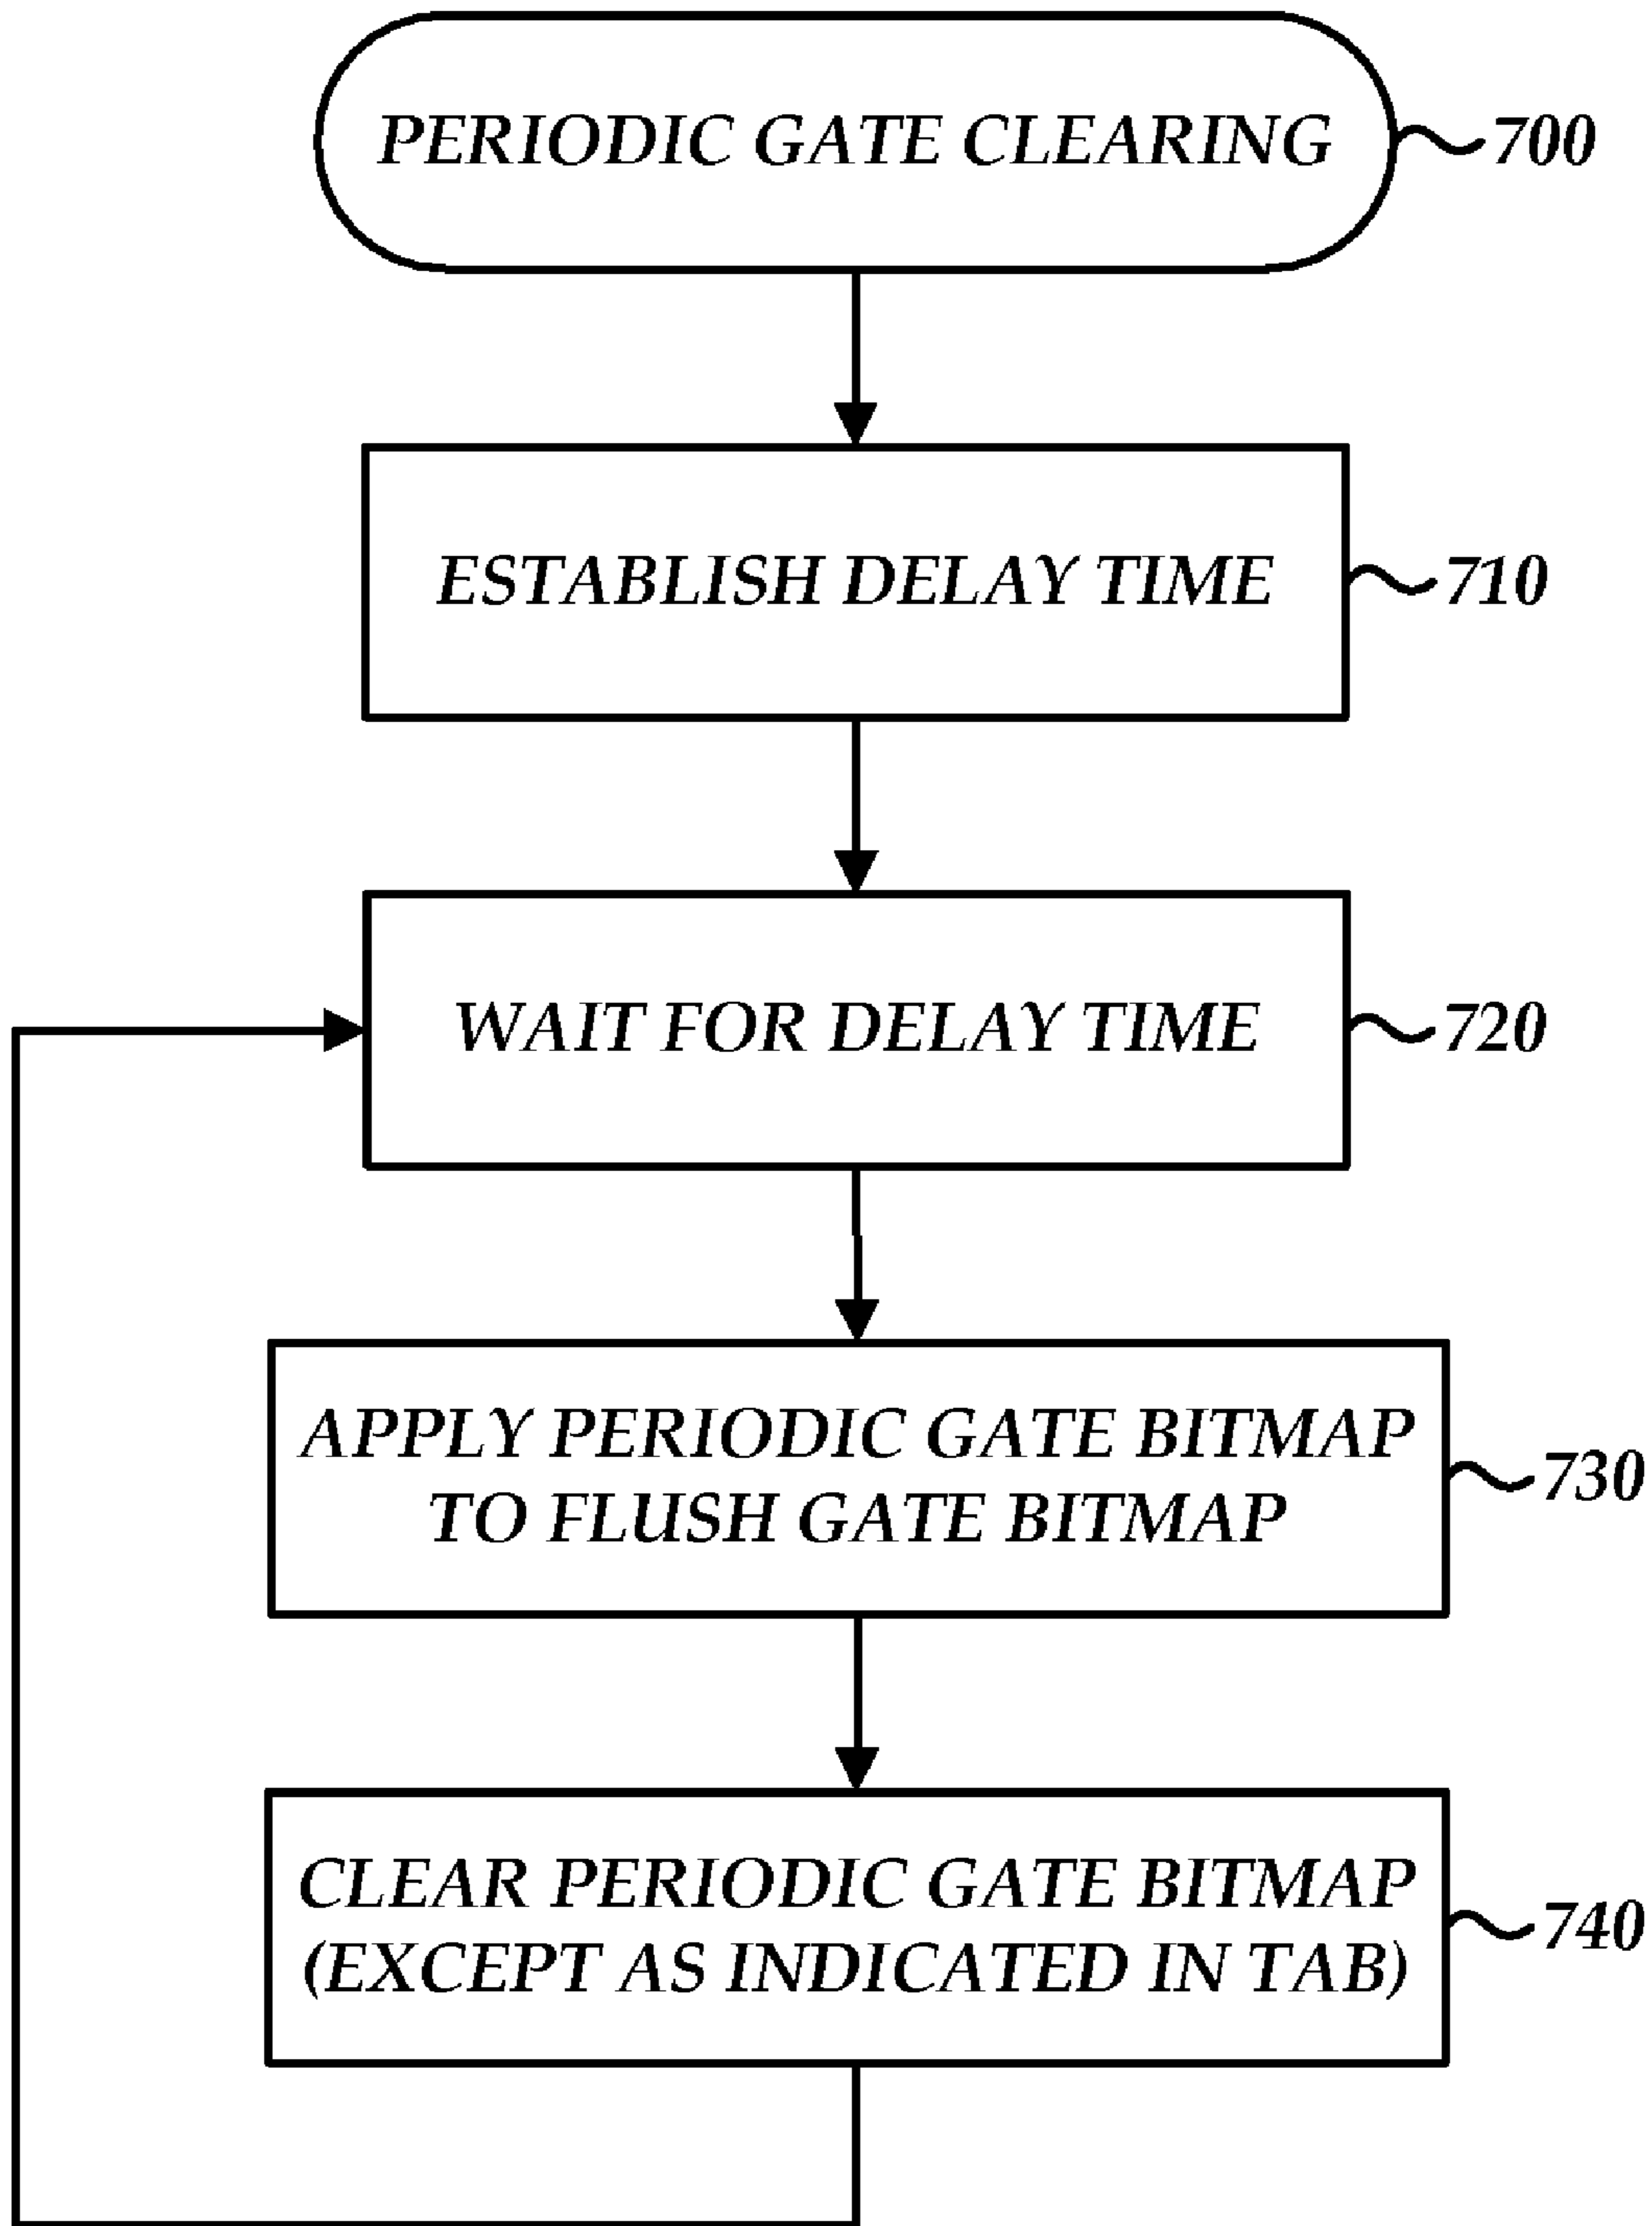 PERIODIC GATE CLEARING
700
ESTABLISH DELAY TIME
710
WAIT FOR DELAY TIME
720
APPLY PERIODIC GATE BITMAP
TO FLUSH GATE BITMAP
730
CLEAR PERIODIC GATE BITMAP
(EXCEPT AS INDICATED IN TAB)
740